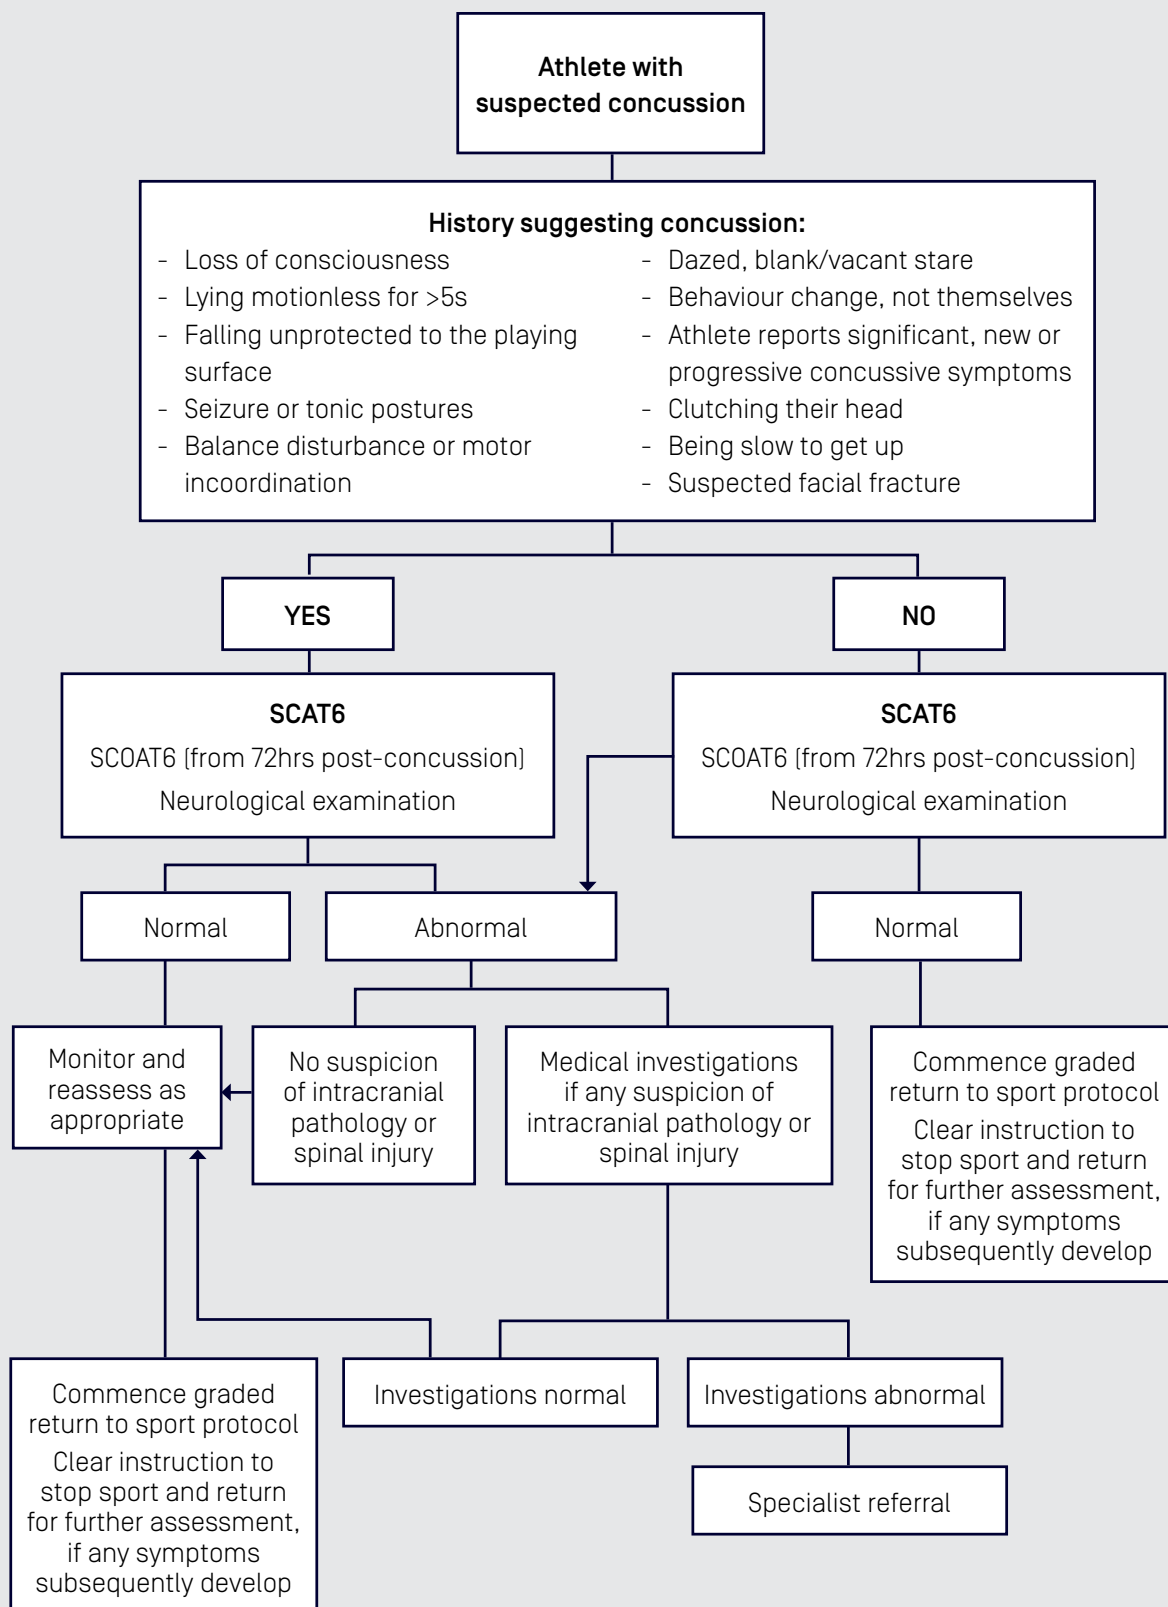 Athlete with
suspected concussion
History suggesting concussion:
- Loss of consciousness
- Lying motionless for >5s
- Falling unprotected to the playing
surface
- Seizure or tonic postures
- Balance disturbance or motor
incoordination
- Dazed, blank/vacant stare
- Behaviour change, not themselves
- Athlete reports significant, new or
progressive concussive symptoms
- Clutching their head
- Being slow to get up
- Suspected facial fracture
YES
NO
SCAT6
SCOAT6 (from 72hrs post-concussion)
Neurological examination
SCAT6
SCOAT6 (from 72hrs post-concussion)
Neurological examination
Normal
Abnormal
Normal
Monitor and
reassess as
appropriate
No suspicion
of intracranial
pathology or
spinal injury
Medical investigations
if any suspicion of
intracranial pathology or
spinal injury
Commence graded
return to sport protocol
Clear instruction to
stop sport and return
for further assessment,
if any symptoms
subsequently develop
Commence graded
return to sport protocol
Clear instruction to
stop sport and return
for further assessment,
if any symptoms
subsequently develop
Investigations normal
Investigations abnormal
Specialist referral